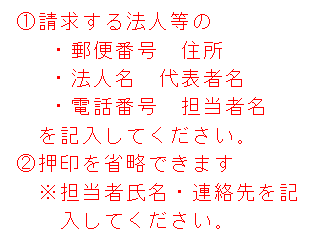 ①請求する法人等の
・郵便番号　住所
・法人名　代表者名
・電話番号　担当者名
を記入してください。
②押印を省略できます
※担当者氏名・連絡先を記
入してください。